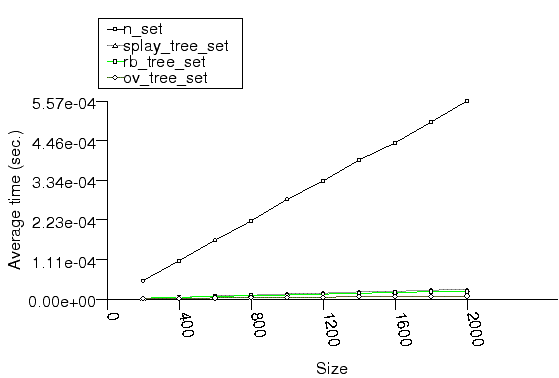 n_set
splay_tree_set
rb_tree_set
ov_tree_set
5.57e-04
4.46e-04
3.34e-04
2.23e-04
1.11e-04
0.00e+00
Average time (sec.)
0
400
800
1200
1600
2000
Size